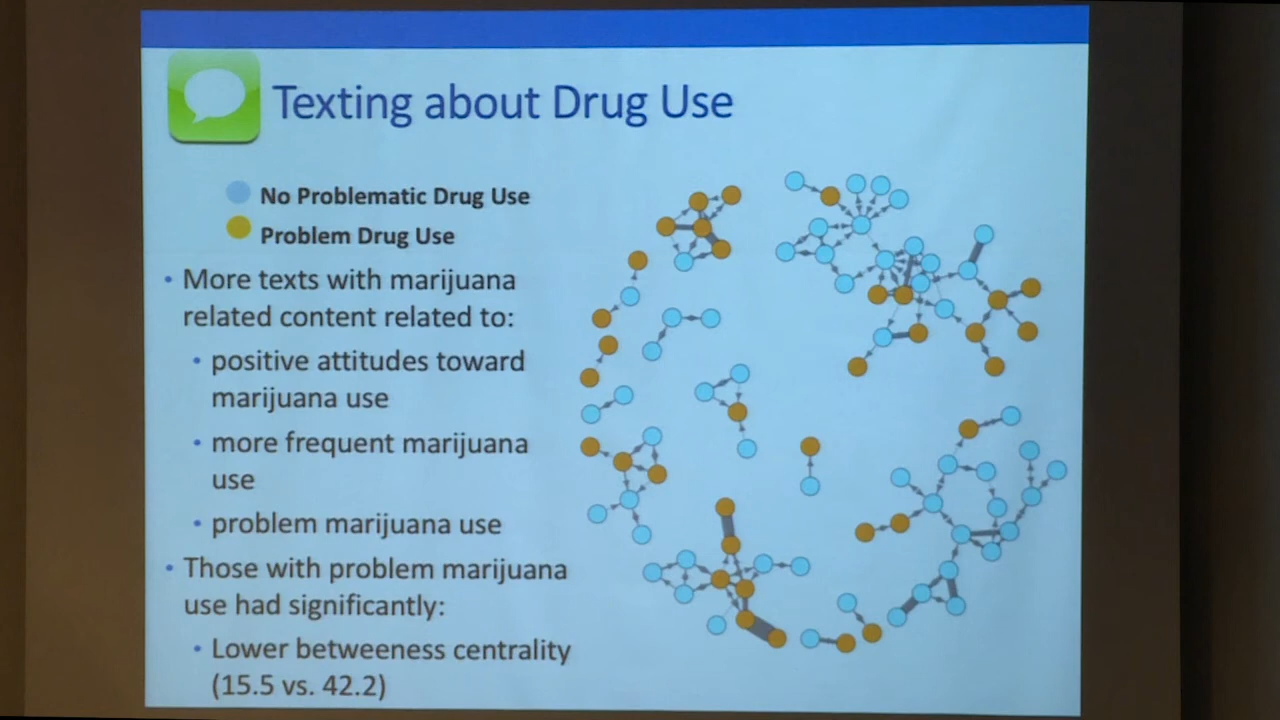 Texting about Drug Use
No Problematic Drug Use
Problem Drug Use
• More texts with marijuana
related content related to:
• positive attitudes toward
marijuana use
• more frequent marijuana
use
• problem marijuana use
• Those with problem marijuana
use had significantly:
• Lower betweeness centrality
(15.5 vs. 42.2)